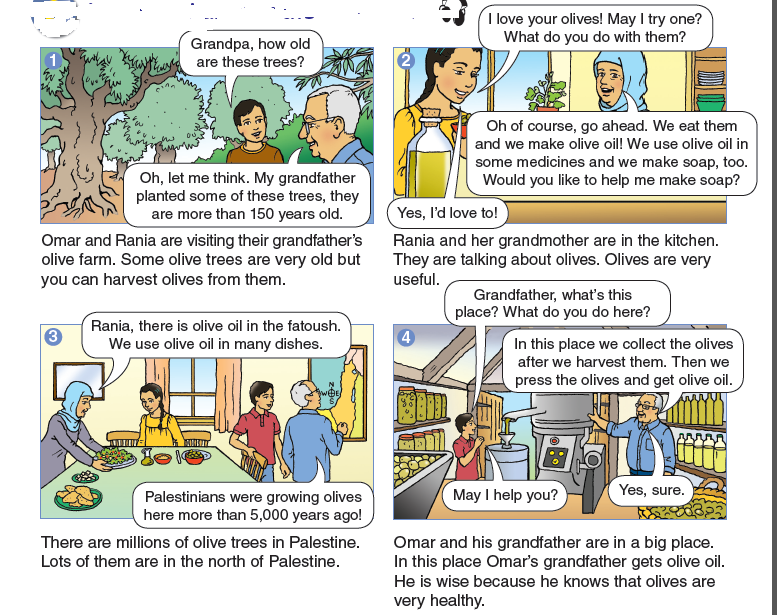 1
Grandpa, how old
are these trees?
Oh, let me think. My grandfather
planted some of these trees, they
are more than 150 years old.
Omar and Rania are visiting their grandfather's
olive farm. Some olive trees are very old but
you can harvest olives from them.
2
I love your olives! May I try one?
What do you do with them?
Oh of course, go ahead. We eat them
and we make olive oil! We use olive oil in
some medicines and we make soap, too.
Would you like to help me make soap?
Yes, I'd love to!
Rania and her grandmother are in the kitchen.
They are talking about olives. Olives are very
useful.
3
Rania, there is olive oil in the fatoush.
We use olive oil in many dishes.
N
W E
S
Palestinians were growing olives
here more than 5,000 years ago!
There are millions of olive trees in Palestine.
Lots of them are in the north of Palestine.
4
Grandfather, what's this
place? What do you do here?
In this place we collect the olives
after we harvest them. Then we
press the olives and get olive oil.
May I help you?
Yes, sure.
Omar and his grandfather are in a big place.
In this place Omar's grandfather gets olive oil.
He is wise because he knows that olives are
very healthy.